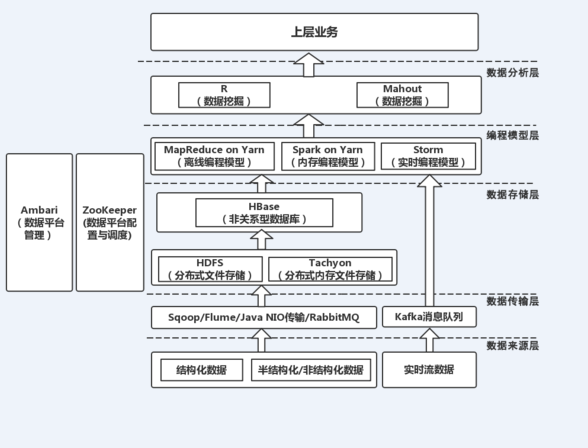 上层业务
数据分析层
R
（数据挖掘）
Mahout
（数据挖掘）
编程模型层
MapReduce on Yarn
（离线编程模型）
Spark on Yarn
（内存编程模型）
Storm
（实时编程模型）
数据存储层
HBase
（非关系型数据库）
Ambari
（数据平台
管理）
ZooKeeper
(数据平台配
置与调度)
HDFS
（分布式文件存储）
Tachyon
（分布式内存文件存储）
数据传输层
Sqoop/Flume/Java NIO传输/RabbitMQ
Kafka消息队列
数据来源层
结构化数据
半结构化/非结构化数据
实时流数据